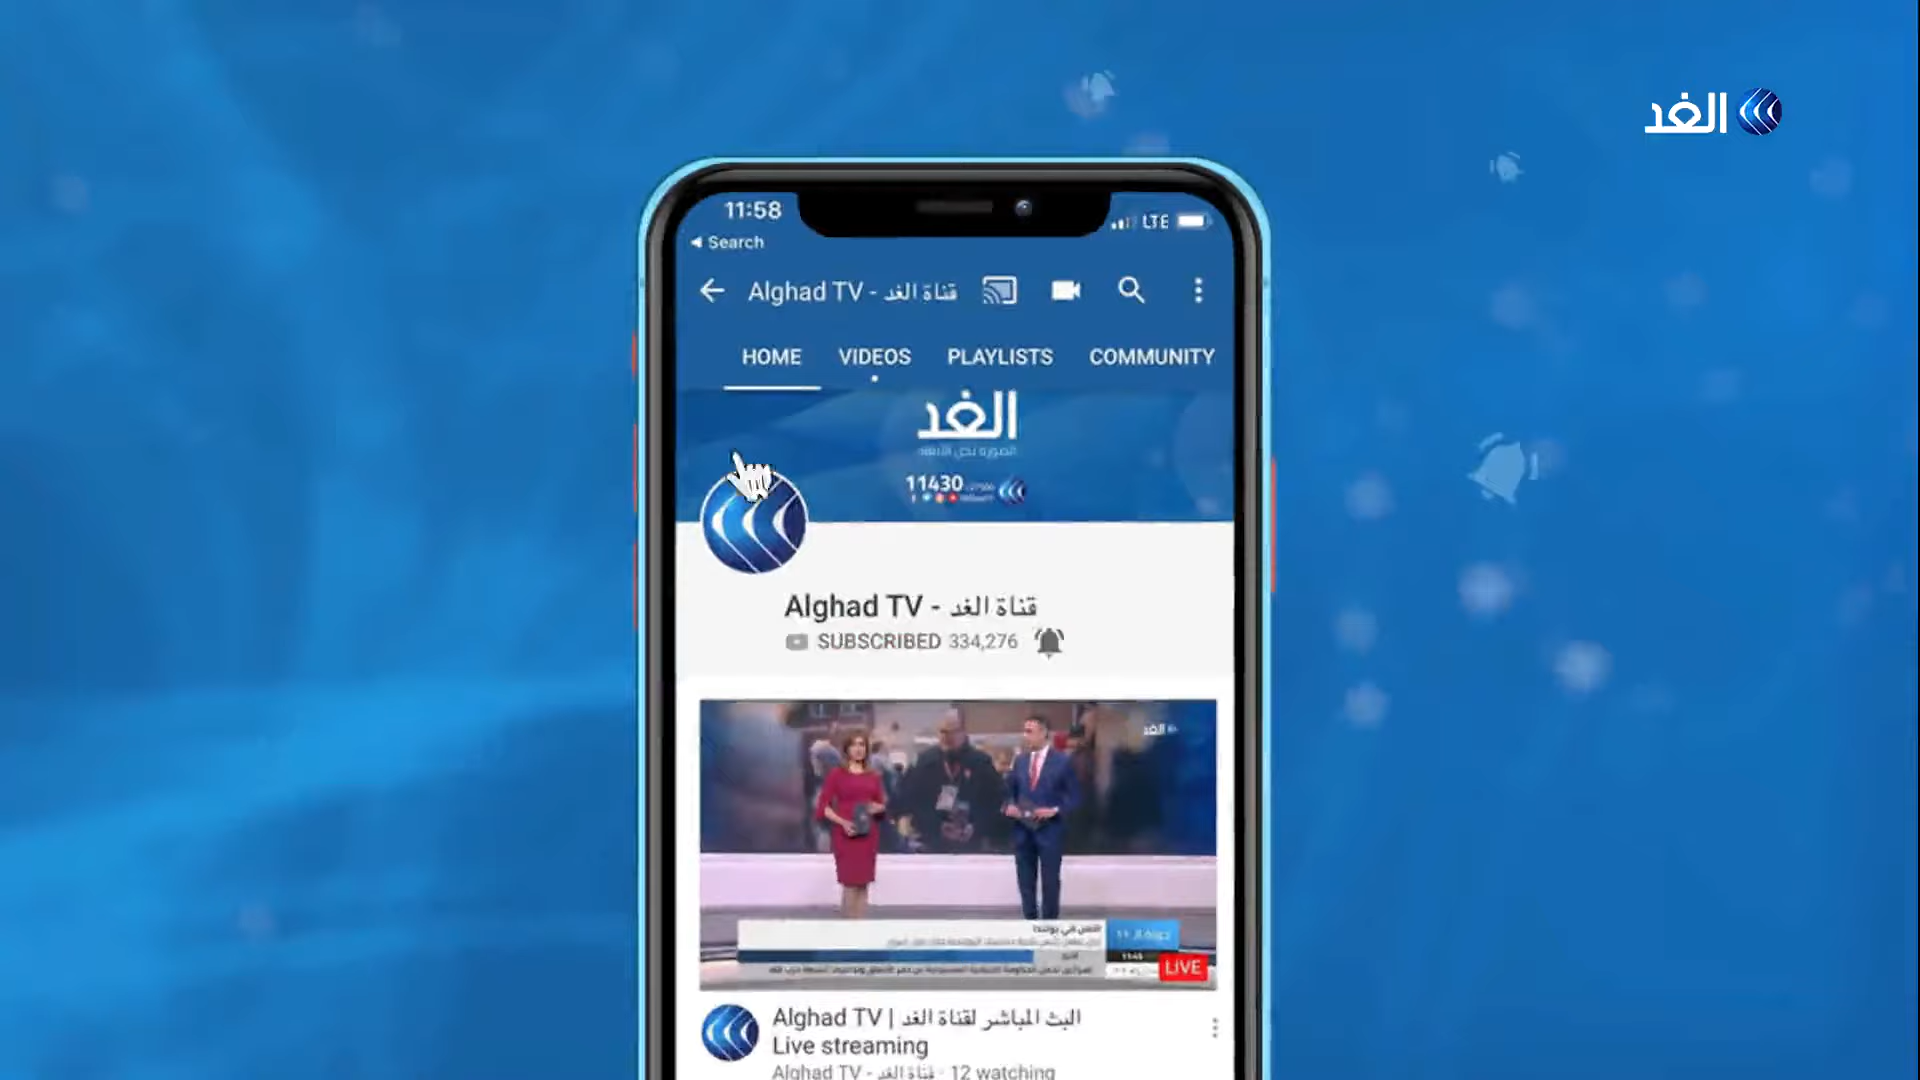 الغد
11:58
LTE
Search
Alghad TV - قناة الغد
HOME VIDEOS PLAYLISTS COMMUNITY
الغد
11430
Alghad TV - قناة الغد
SUBSCRIBED 334,276
الغد
LIVE
Alghad TV | البث المباشر لقناة الغد
Live streaming
Alghad TV - قناة الغد · 12 watching